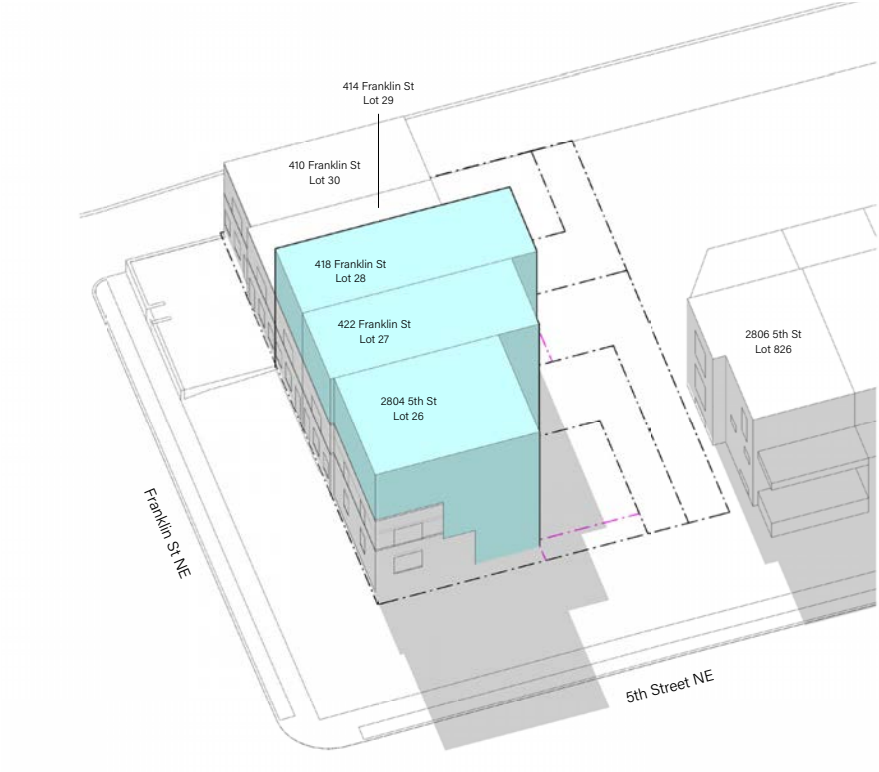 414 Franklin St
Lot 29
410 Franklin St
Lot 30
418 Franklin St
Lot 28
422 Franklin St
Lot 27
2806 5th St
Lot 826
2804 5th St
Lot 26
Franklin St NE
5th Street NE